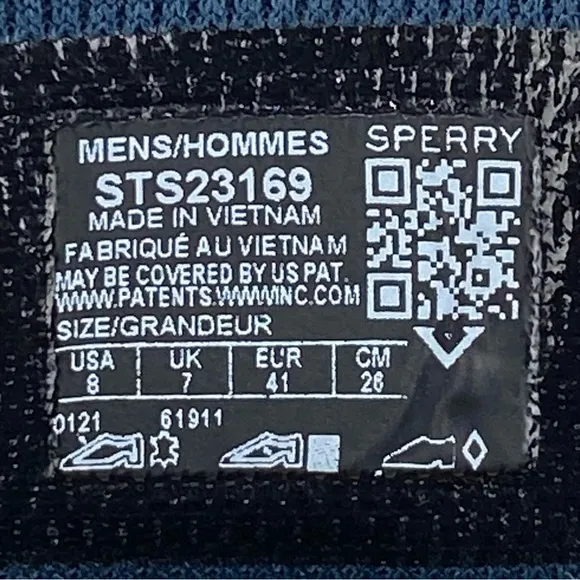 MENS/HOMMES
SPERRY
STS23169
MADE IN VIETNAM
FABRIQUÉ AU VIETNAM
MAY BE COVERED BY US PAT.
WWW.PATENTS.WWWINC.COM
SIZE/GRANDEUR
USA UK EUR CM
8 7 41 26
0121 61911